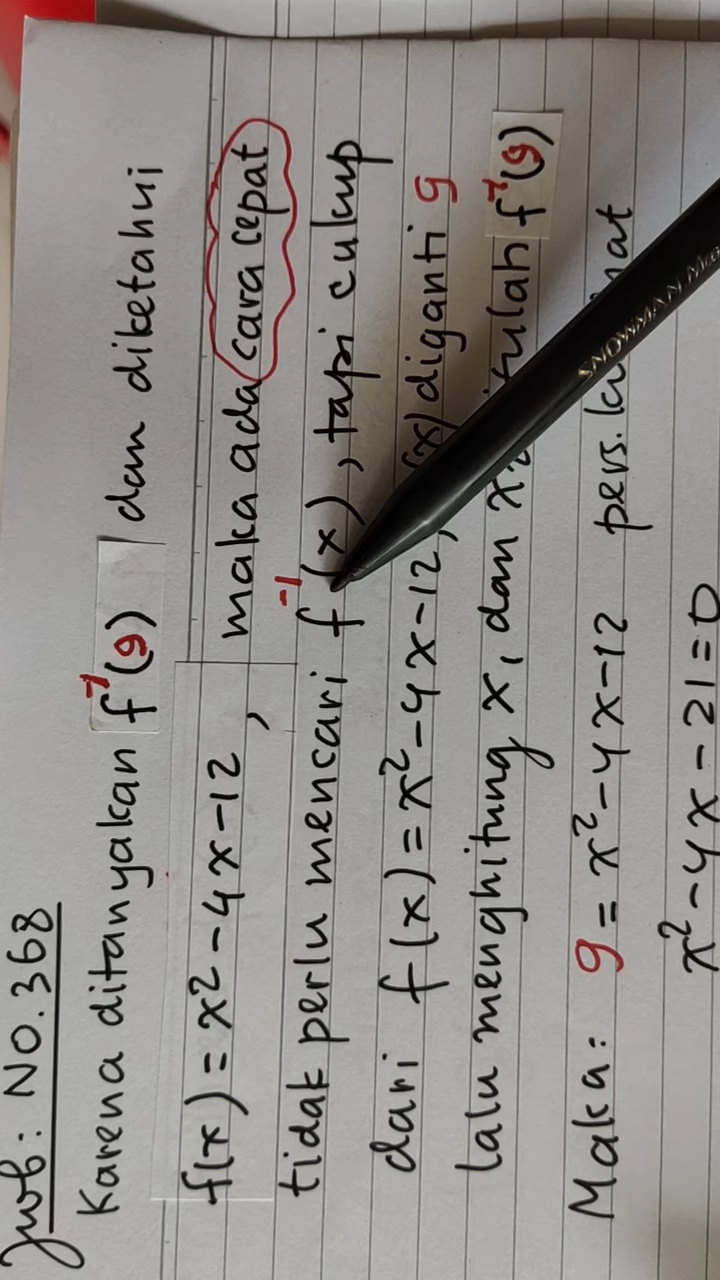 Jwb: NO.368
Karena ditanyakan f⁻¹(9) dan diketahui
f(x) = x² - 4x - 12, maka ada cara cepat
tidak perlu mencari f⁻¹(x), tapi cukup
dari f(x) = x² - 4x - 12, (x) diganti 9
lalu menghitung x₁ dan x₂ itulah f⁻¹(9)
Maka: 9 = x² - 4x - 12 pers.
x² - 4x - 21 = 0
SNOWMAN